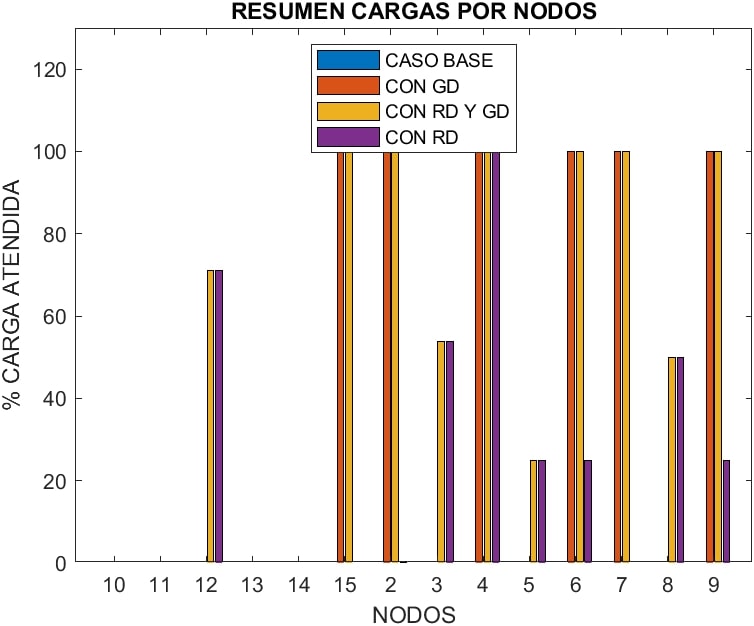 RESUMEN CARGAS POR NODOS
CASO BASE
CON GD
CON RD Y GD
CON RD
% CARGA ATENDIDA
120
100
80
60
40
20
0
10 11 12 13 14 15 2 3 4 5 6 7 8 9
NODOS